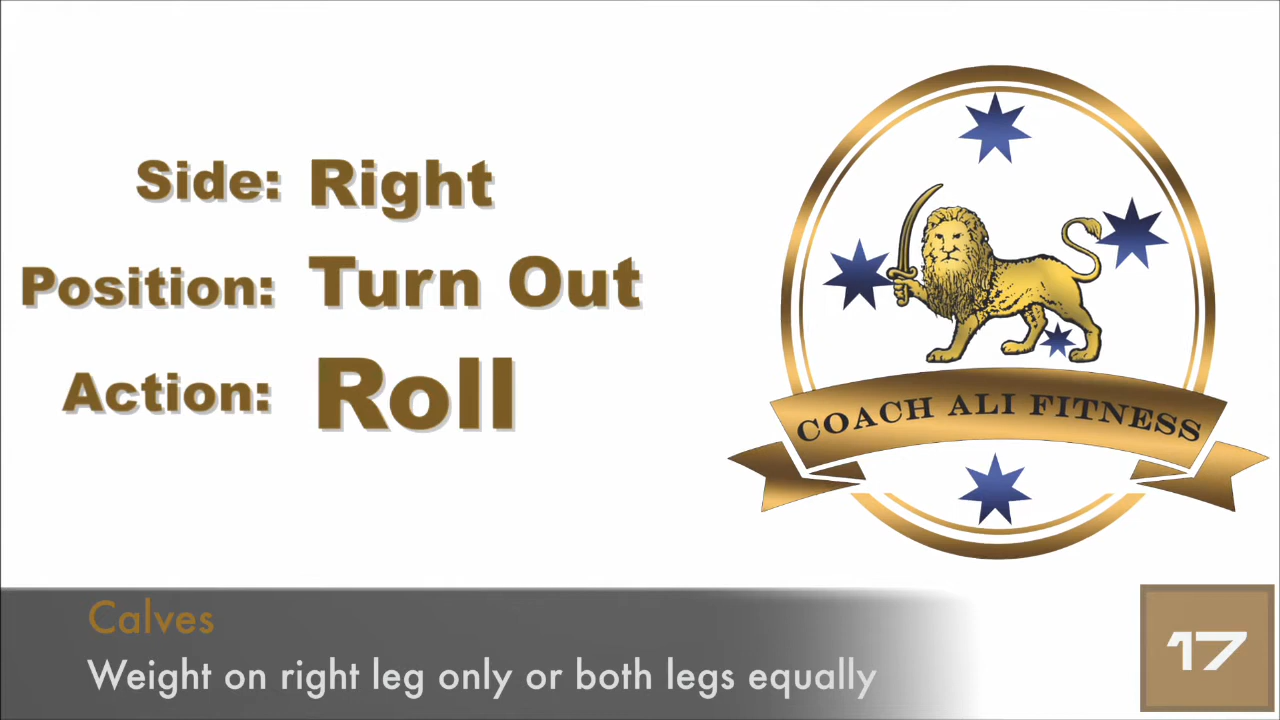 Side: Right
Position: Turn Out
Action: Roll
COACH ALI FITNESS
Calves
Weight on right leg only or both legs equally
17